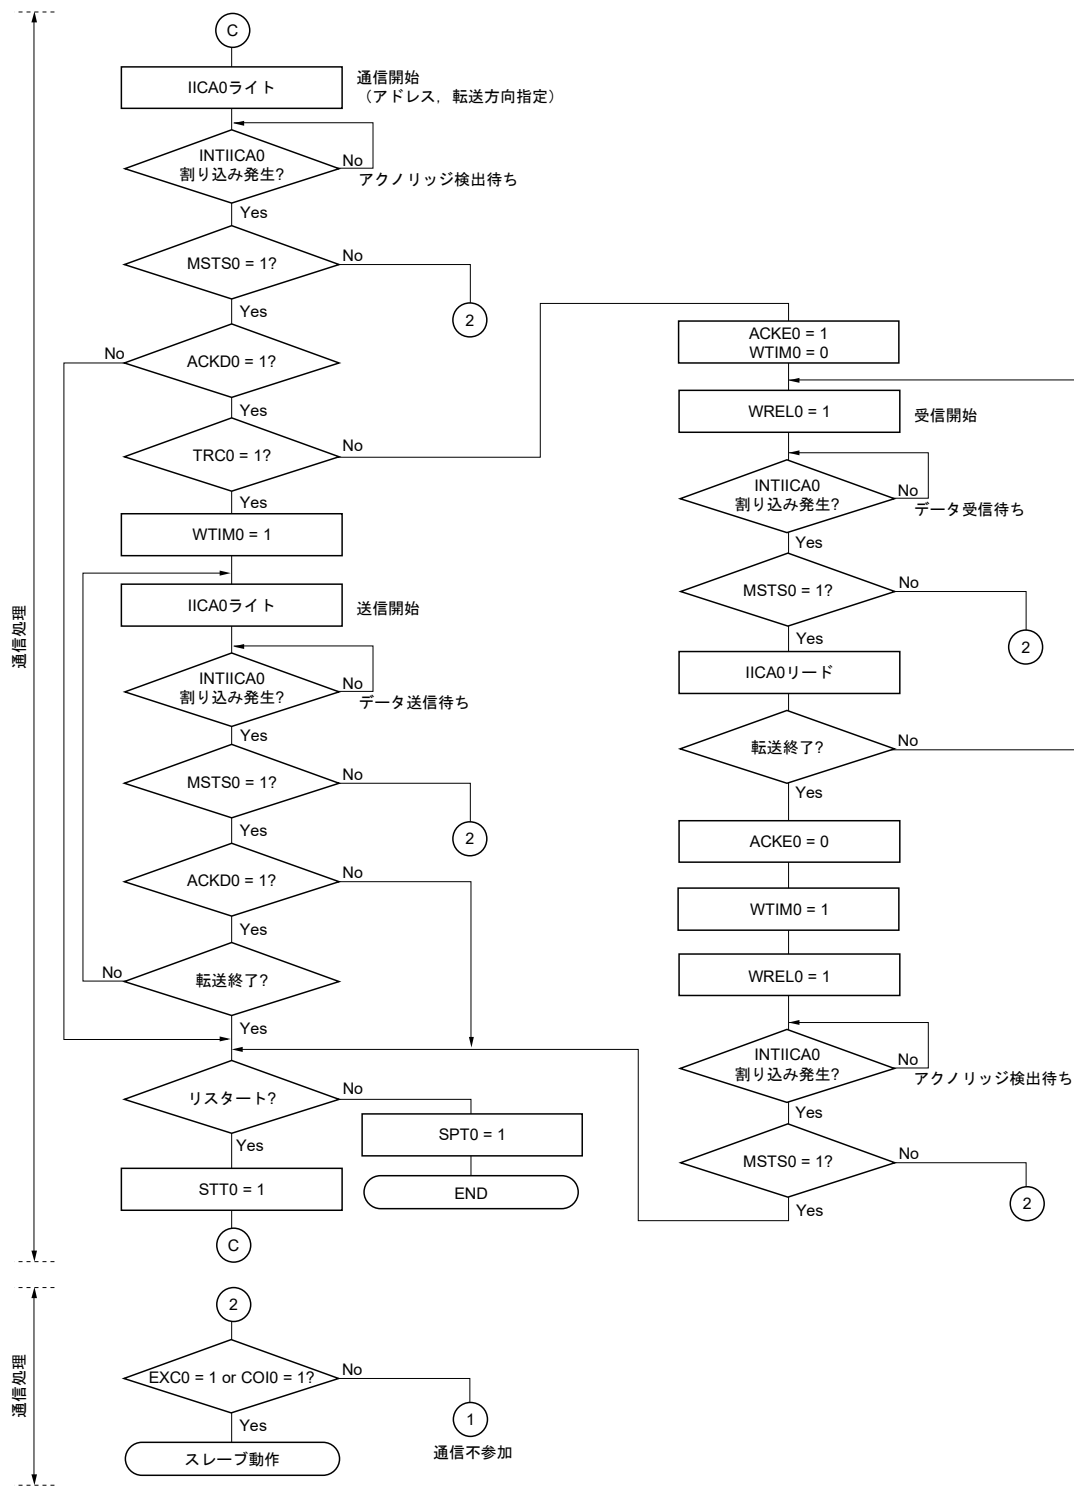 C
IICA0ライト
通信開始
（アドレス，転送方向指定）
INTIICA0
割り込み発生?
No
アクノリッジ検出待ち
Yes
MSTS0 = 1?
No
2
Yes
ACKD0 = 1?
No
Yes
TRC0 = 1?
No
Yes
WTIM0 = 1
IICA0ライト
送信開始
INTIICA0
割り込み発生?
No
データ送信待ち
Yes
MSTS0 = 1?
No
2
Yes
ACKD0 = 1?
No
Yes
転送終了?
No
Yes
リスタート?
No
SPT0 = 1
END
Yes
STT0 = 1
C
通信処理
ACKE0 = 1
WTIM0 = 0
WREL0 = 1
受信開始
INTIICA0
割り込み発生?
No
データ受信待ち
Yes
MSTS0 = 1?
No
2
Yes
IICA0リード
転送終了?
No
Yes
ACKE0 = 0
WTIM0 = 1
WREL0 = 1
INTIICA0
割り込み発生?
No
アクノリッジ検出待ち
Yes
MSTS0 = 1?
No
2
Yes
通信処理
2
EXC0 = 1 or COI0 = 1?
No
1
通信不参加
Yes
スレーブ動作